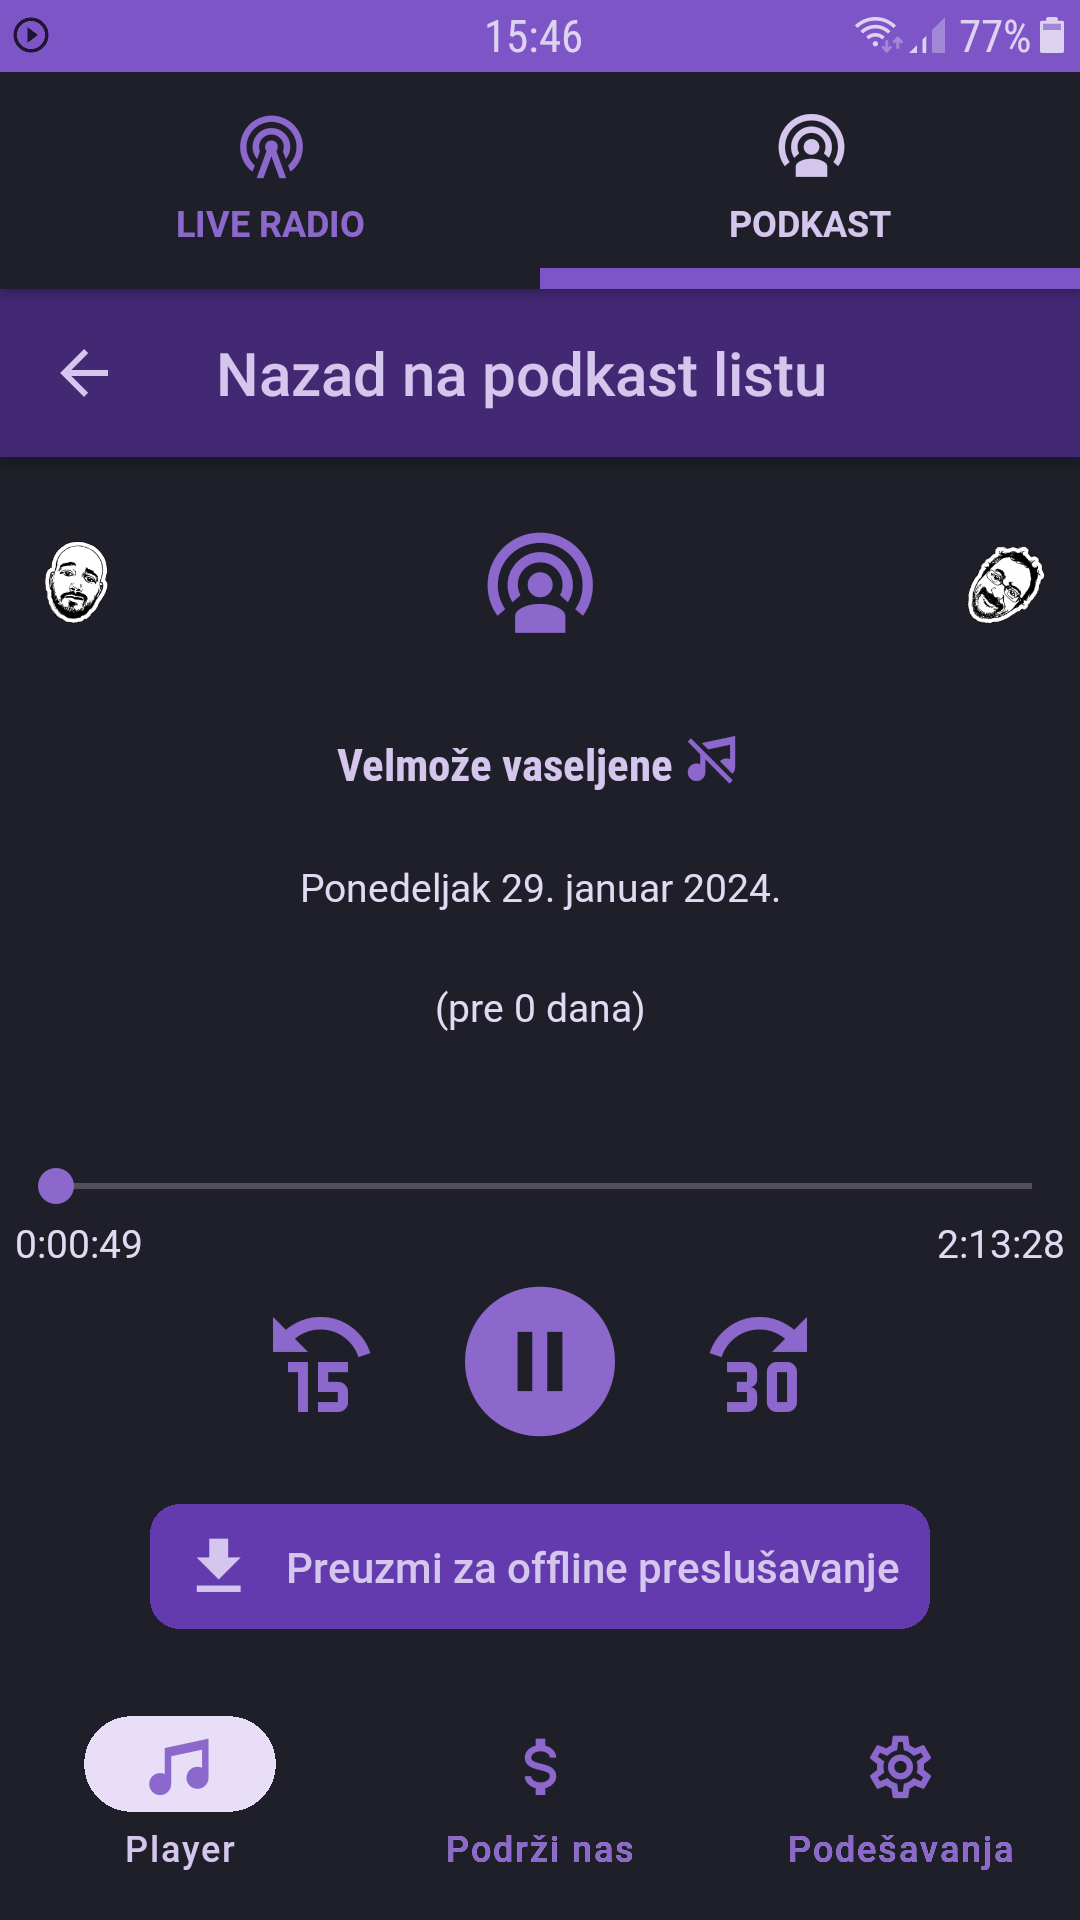 15:46
77%
LIVE RADIO
PODKAST
Nazad na podkast listu
Velmože vaseljene
Ponedeljak 29. januar 2024.
(pre 0 dana)
0:00:49
2:13:28
15
30
Preuzmi za offline preslušavanje
Player
Podrži nas
Podešavanja